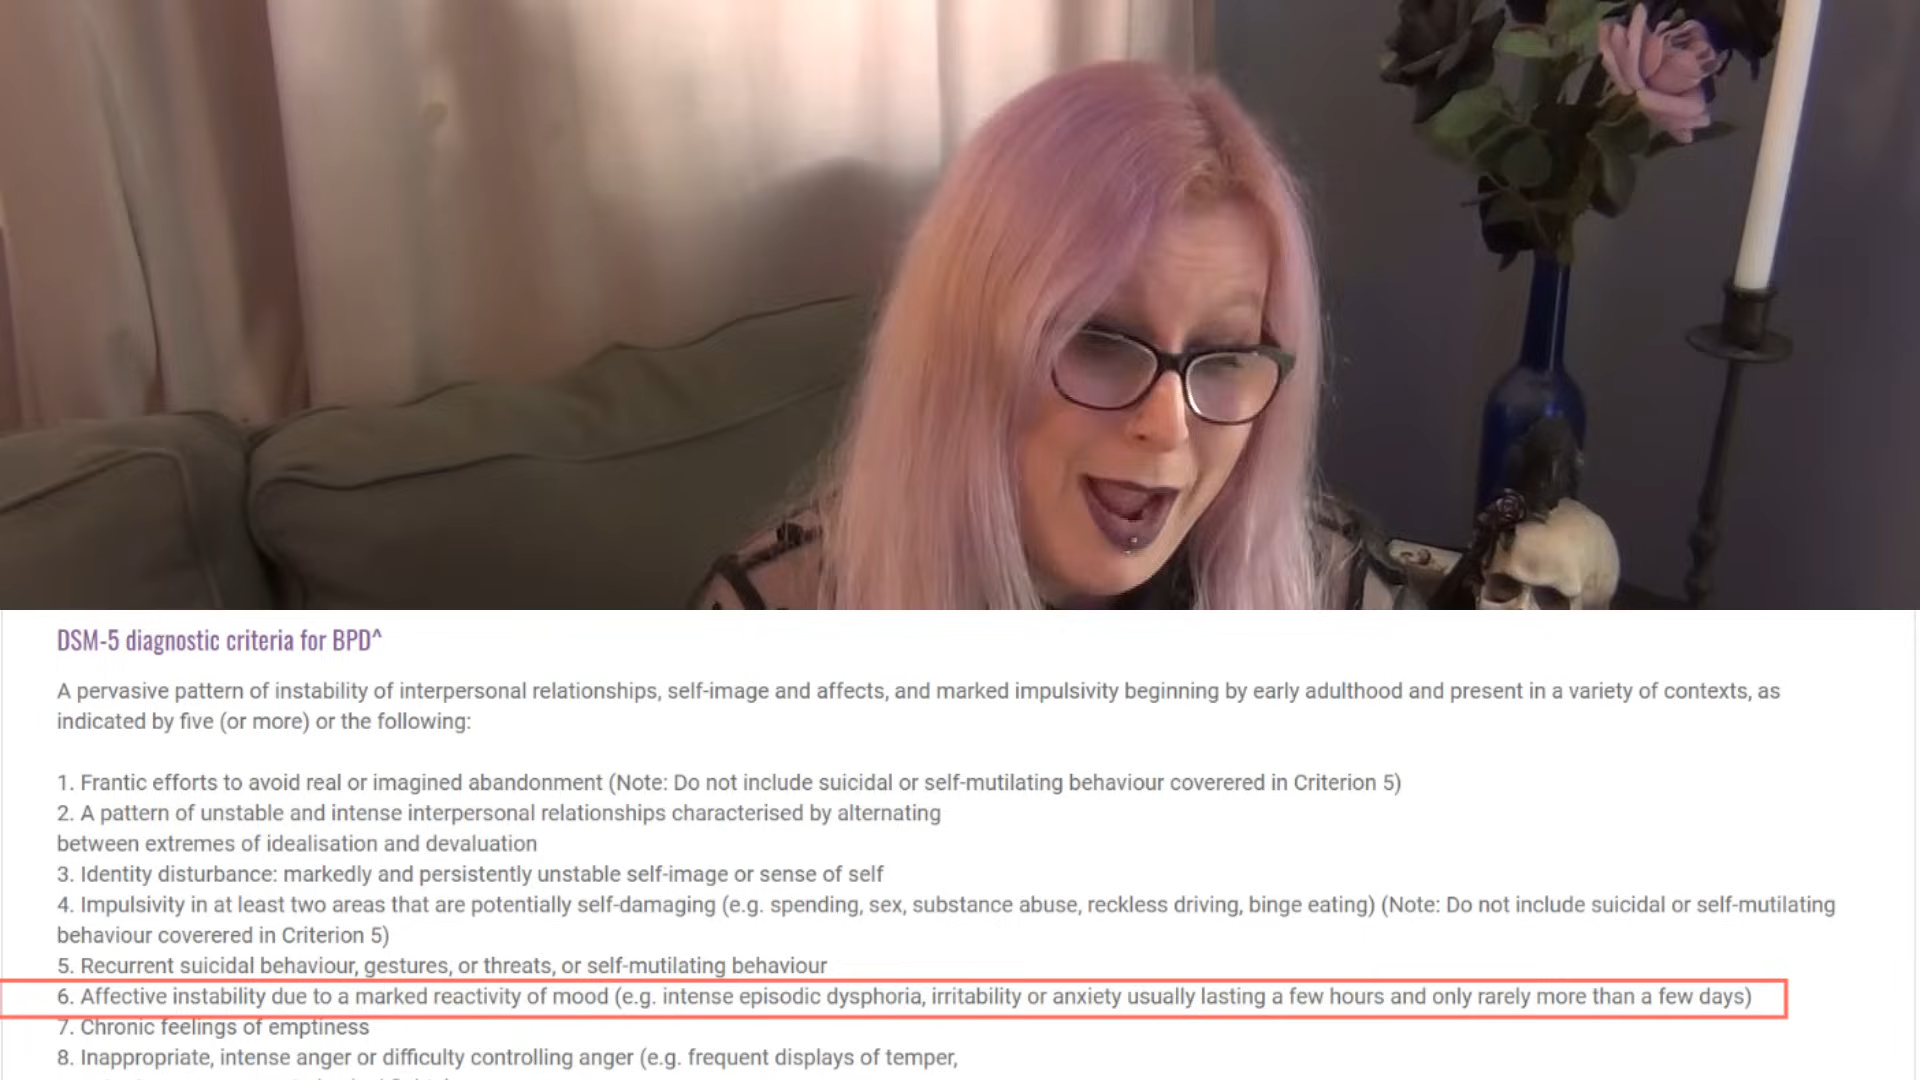 DSM-5 diagnostic criteria for BPD^
A pervasive pattern of instability of interpersonal relationships, self-image and affects, and marked impulsivity beginning by early adulthood and present in a variety of contexts, as
indicated by five (or more) or the following:
1. Frantic efforts to avoid real or imagined abandonment (Note: Do not include suicidal or self-mutilating behaviour coverered in Criterion 5)
2. A pattern of unstable and intense interpersonal relationships characterised by alternating
between extremes of idealisation and devaluation
3. Identity disturbance: markedly and persistently unstable self-image or sense of self
4. Impulsivity in at least two areas that are potentially self-damaging (e.g. spending, sex, substance abuse, reckless driving, binge eating) (Note: Do not include suicidal or self-mutilating
behaviour coverered in Criterion 5)
5. Recurrent suicidal behaviour, gestures, or threats, or self-mutilating behaviour
6. Affective instability due to a marked reactivity of mood (e.g. intense episodic dysphoria, irritability or anxiety usually lasting a few hours and only rarely more than a few days)
7. Chronic feelings of emptiness
8. Inappropriate, intense anger or difficulty controlling anger (e.g. frequent displays of temper,